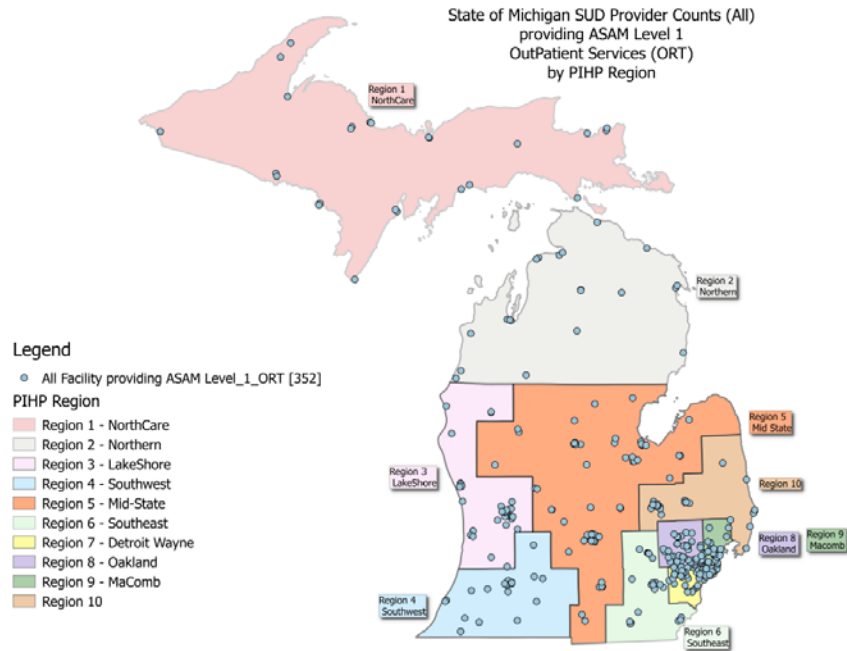 State of Michigan SUD Provider Counts (All)
providing ASAM Level 1
OutPatient Services (ORT)
by PIHP Region
Region 1
NorthCare
Region 2
Northern
Legend
All Facility providing ASAM Level_1_ORT [352]
PIHP Region
Region 1 - NorthCare
Region 2 - Northern
Region 3 - LakeShore
Region 4 - Southwest
Region 5 - Mid-State
Region 6 - Southeast
Region 7 - Detroit Wayne
Region 8 - Oakland
Region 9 - MaComb
Region 10
Region 5
Mid State
Region 3
LakeShore
Region 10
Region 8
Oakland
Region 9
Macomb
Region 4
Southwest
Region 6
Southeast